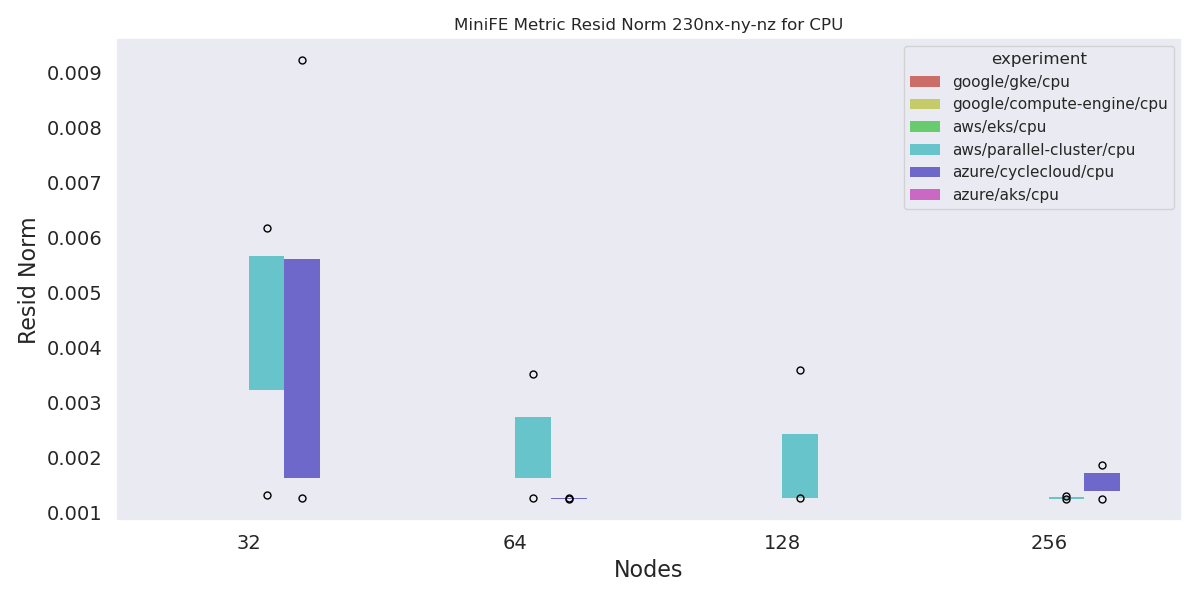 MiniFE Metric Resid Norm 230nx-ny-nz for CPU
experiment
google/gke/cpu
google/compute-engine/cpu
aws/eks/cpu
aws/parallel-cluster/cpu
azure/cyclecloud/cpu
azure/aks/cpu
Resid Norm
0.009
0.008
0.007
0.006
0.005
0.004
0.003
0.002
0.001
32 64 128 256
Nodes